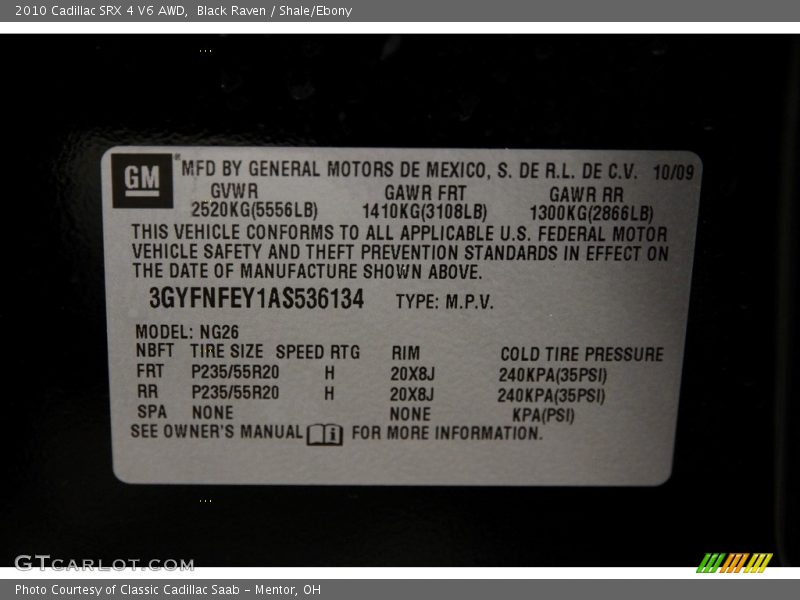 2010 Cadillac SRX 4 V6 AWD, Black Raven / Shale/Ebony
GM
MFD BY GENERAL MOTORS DE MEXICO, S. DE R.L. DE C.V. 10/09
GVWR GAWR FRT GAWR RR
2520KG(5556LB) 1410KG(3108LB) 1300KG(2866LB)
THIS VEHICLE CONFORMS TO ALL APPLICABLE U.S. FEDERAL MOTOR
VEHICLE SAFETY AND THEFT PREVENTION STANDARDS IN EFFECT ON
THE DATE OF MANUFACTURE SHOWN ABOVE.
3GYFNFEY1AS536134 TYPE: M.P.V.
MODEL: NG26
NBFT TIRE SIZE SPEED RTG RIM COLD TIRE PRESSURE
FRT P235/55R20 H 20X8J 240KPA(35PSI)
RR P235/55R20 H 20X8J 240KPA(35PSI)
SPA NONE NONE KPA(PSI)
SEE OWNER'S MANUAL i FOR MORE INFORMATION.
GTCARLOT.COM
Photo Courtesy of Classic Cadillac Saab - Mentor, OH